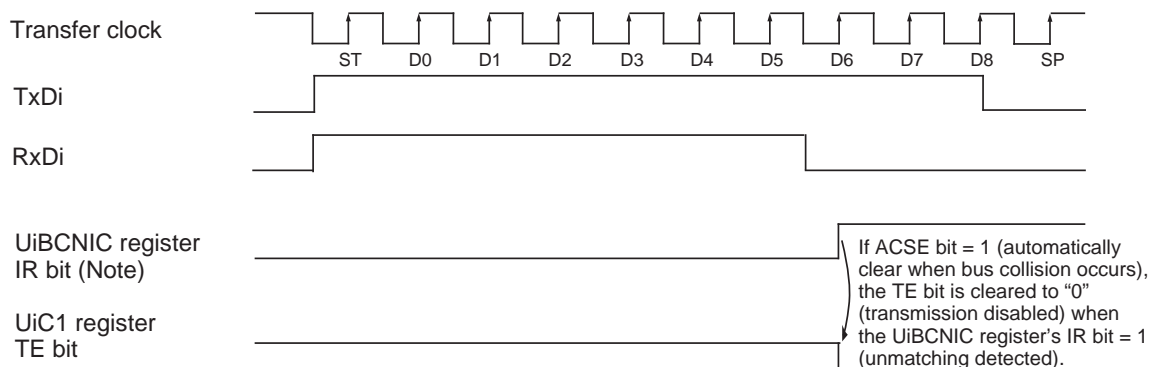 Transfer clock
ST D0 D1 D2 D3 D4 D5 D6 D7 D8 SP
TxDi
RxDi
UiBCNIC register
IR bit (Note)
If ACSE bit = 1 (automatically
clear when bus collision occurs),
the TE bit is cleared to “0”
(transmission disabled) when
the UiBCNIC register’s IR bit = 1
(unmatching detected).
UiC1 register
TE bit